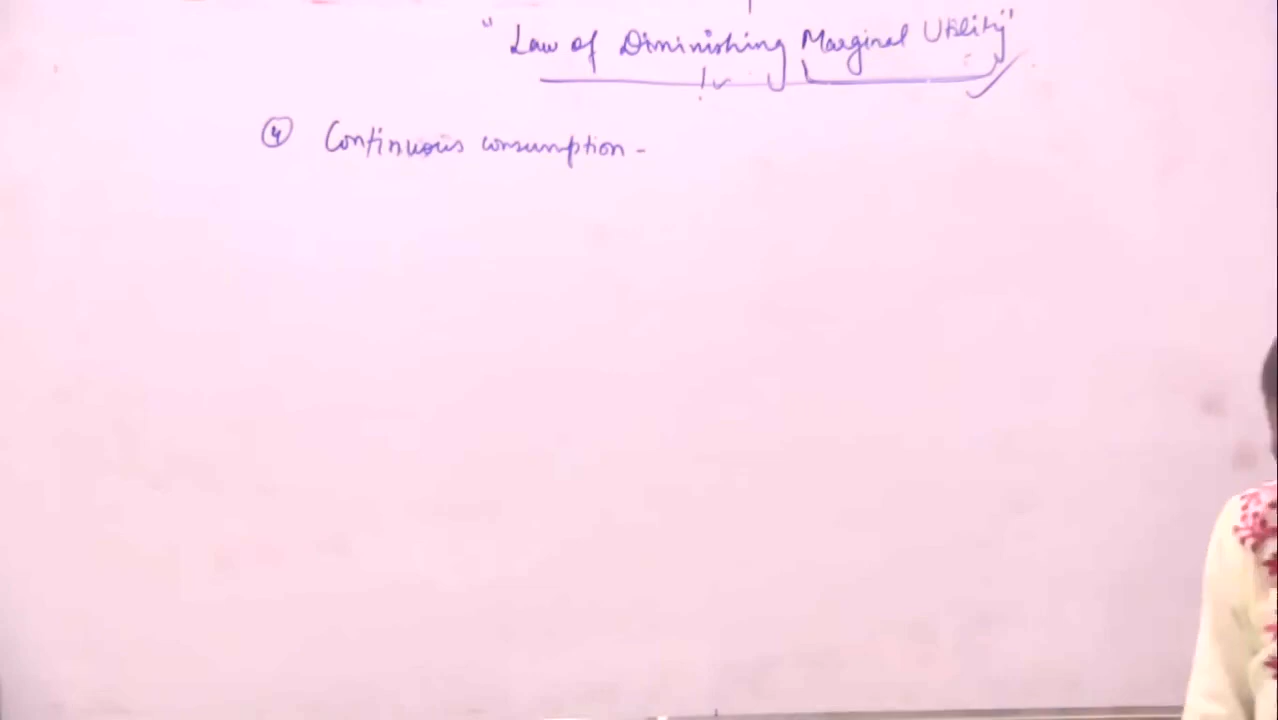 "Law of Diminishing Marginal Utility"
④ Continuous consumption -